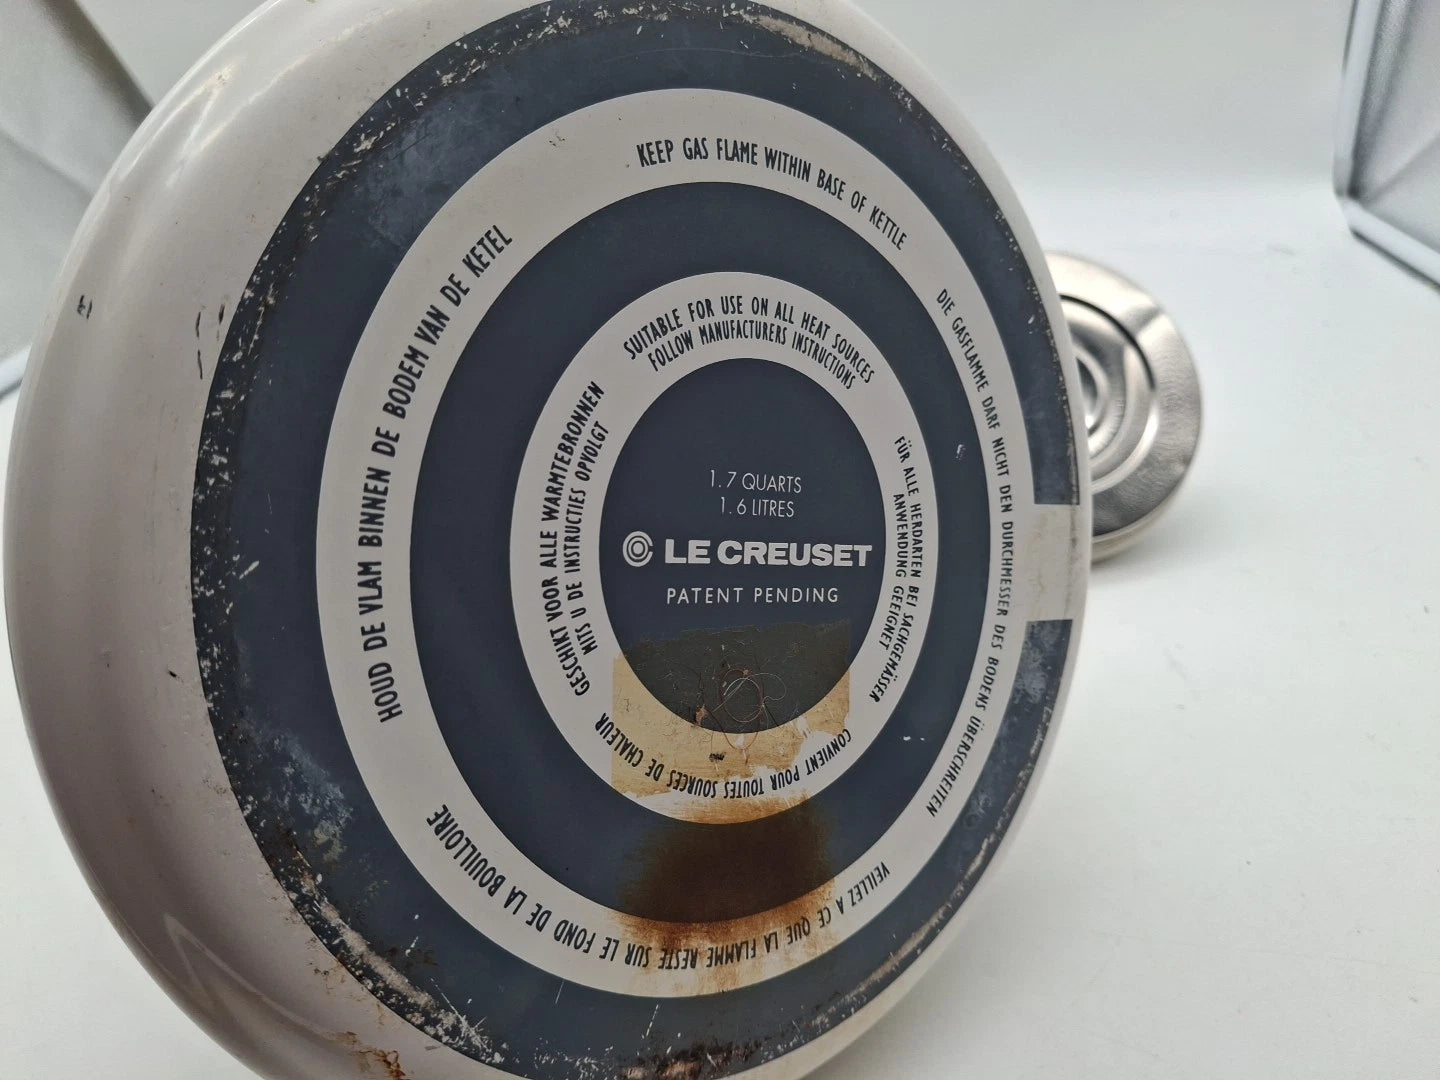 KEEP GAS FLAME WITHIN BASE OF KETTLE
DIE GASFLAMME DARF NICHT DEN DURCHMESSER DES BODENS ÜBERSCHREITEN
VEILLEZ A CE QUE LA FLAMME RESTE SUR LE FOND DE LA BOUILLOIRE
HOUD DE VLAM BINNEN DE BODEM VAN DE KETEL
SUITABLE FOR USE ON ALL HEAT SOURCES
FOLLOW MANUFACTURERS INSTRUCTIONS
FÜR ALLE HERDARTEN BEI SACHGEMÄSSER
ANWENDUNG GEEIGNET
CONVIENT POUR TOUTES SOURCES DE CHALEUR
GESCHIKT VOOR ALLE WARMTEBRONNEN
MITS U DE INSTRUCTIES OPVOLGT
1.7 QUARTS
1.6 LITRES
LE CREUSET
PATENT PENDING